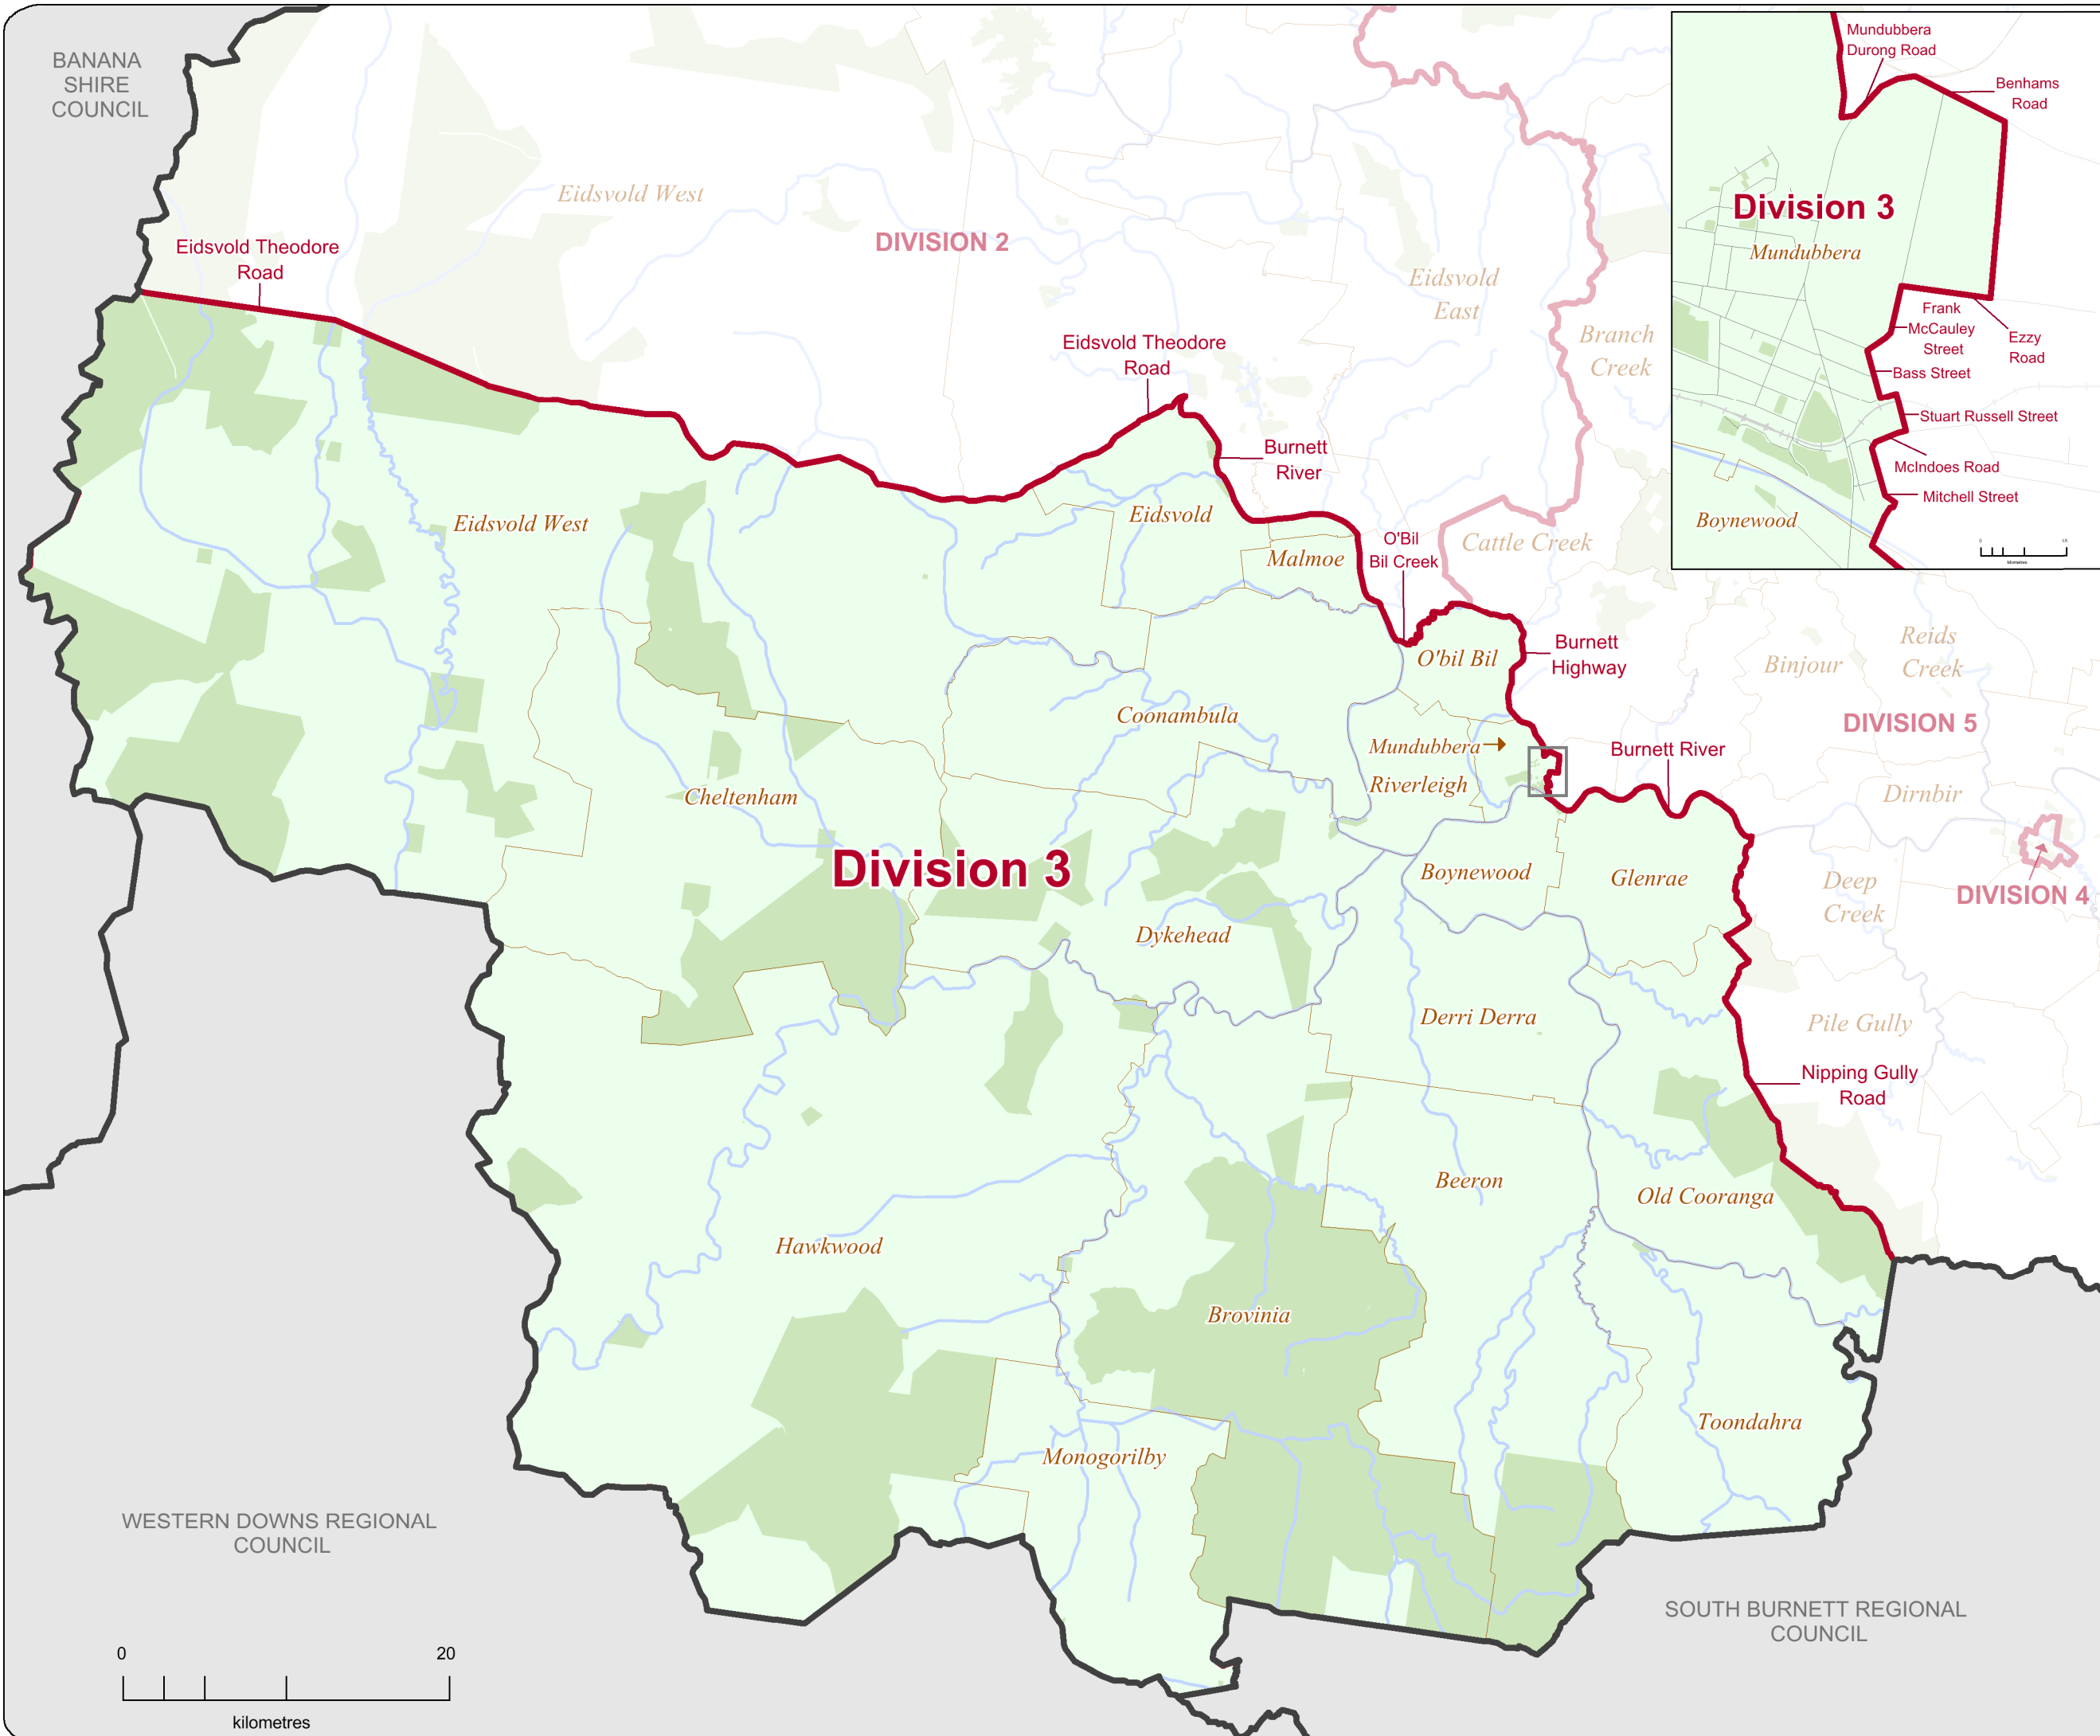 BANANA
SHIRE
COUNCIL
Eidsvold West
DIVISION 2
Eidsvold Theodore
Road
Eidsvold
East
Branch
Creek
Eidsvold Theodore
Road
Burnett
River
Eidsvold West
Eidsvold
Malmoe
O'Bil
Bil Creek
Cattle Creek
O'bil Bil
Burnett
Highway
Binjour
Reids
Creek
DIVISION 5
Coonambula
Mundubbera
Riverleigh
Burnett River
Dirnbir
Cheltenham
Division 3
Boynewood
Glenrae
Deep
Creek
DIVISION 4
Dykehead
Derri Derra
Pile Gully
Nipping Gully
Road
Beeron
Old Cooranga
Hawkwood
Brovinia
Toondahra
Monogorilby
WESTERN DOWNS REGIONAL
COUNCIL
SOUTH BURNETT REGIONAL
COUNCIL
0 20
kilometres
Mundubbera
Durong Road
Benhams
Road
Division 3
Mundubbera
Frank
McCauley
Street
Ezzy
Road
Bass Street
Stuart Russell Street
McIndoes Road
Mitchell Street
Boynewood
0
kilometres